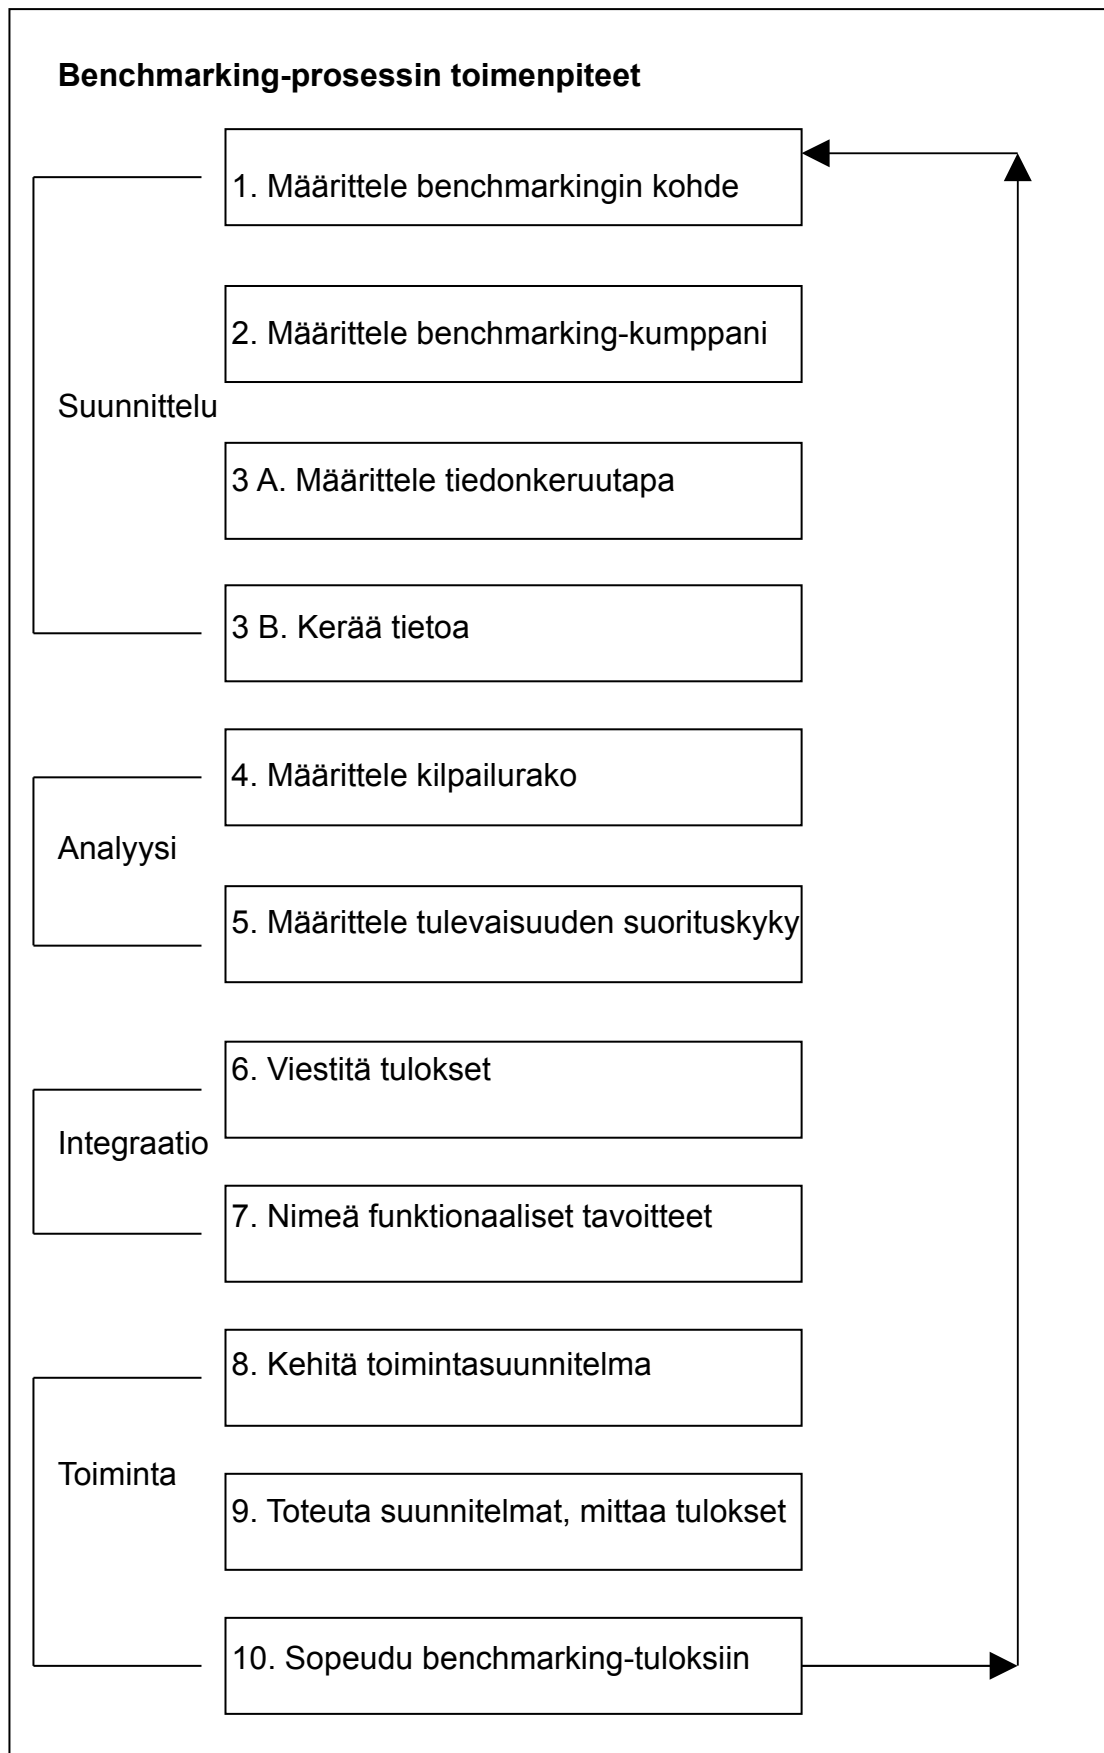 Benchmarking-prosessin toimenpiteet
1. Määrittele benchmarkingin kohde
2. Määrittele benchmarking-kumppani
Suunnittelu
3 A. Määrittele tiedonkeruutapa
3 B. Kerää tietoa
4. Määrittele kilpailurako
Analyysi
5. Määrittele tulevaisuuden suorituskyky
6. Viestitä tulokset
Integraatio
7. Nimeä funktionaaliset tavoitteet
8. Kehitä toimintasuunnitelma
Toiminta
9. Toteuta suunnitelmat, mittaa tulokset
10. Sopeudu benchmarking-tuloksiin